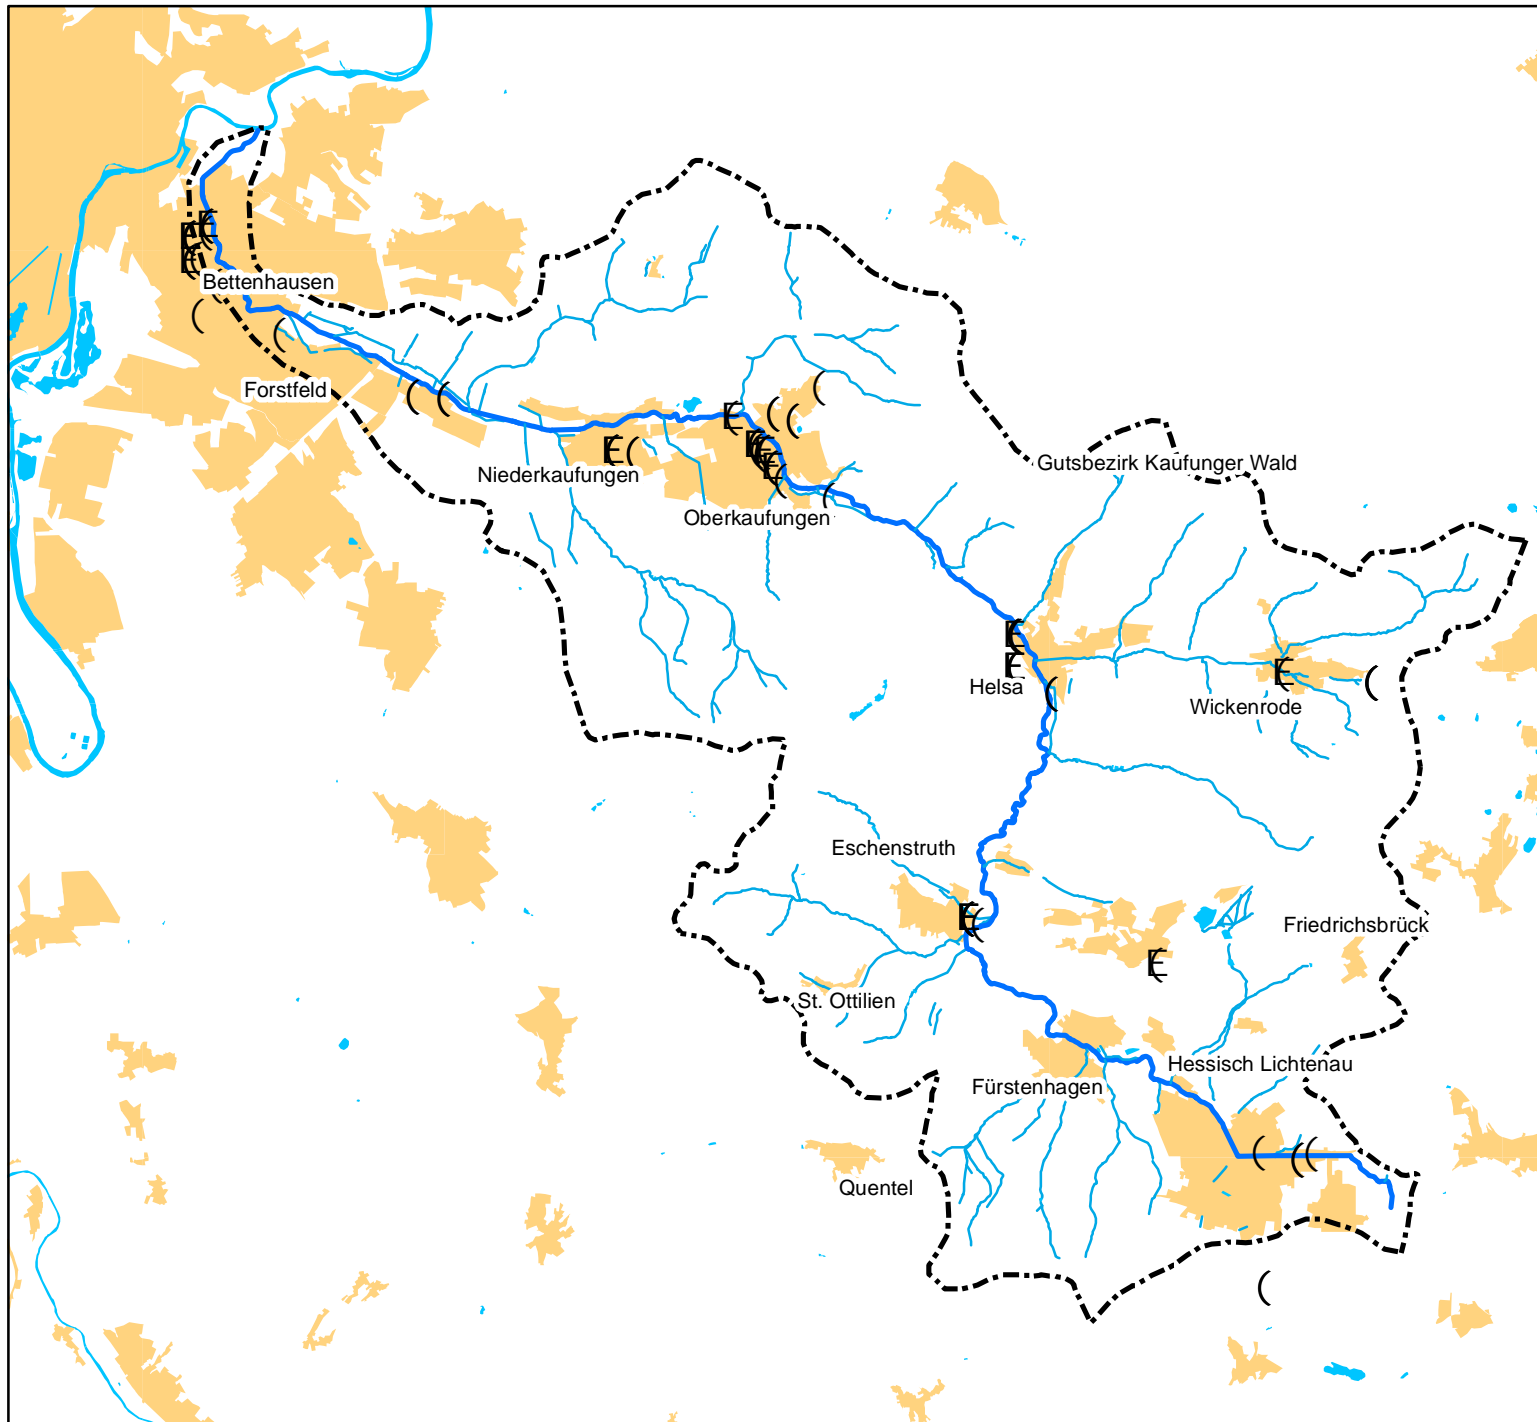 Bettenhausen
Forstfeld
Niederkaufungen
Gutsbezirk Kaufunger Wald
Oberkaufungen
Helsa
Wickenrode
Eschenstruth
Friedrichsbrück
St. Ottilien
Hessisch Lichtenau
Fürstenhagen
Quentel